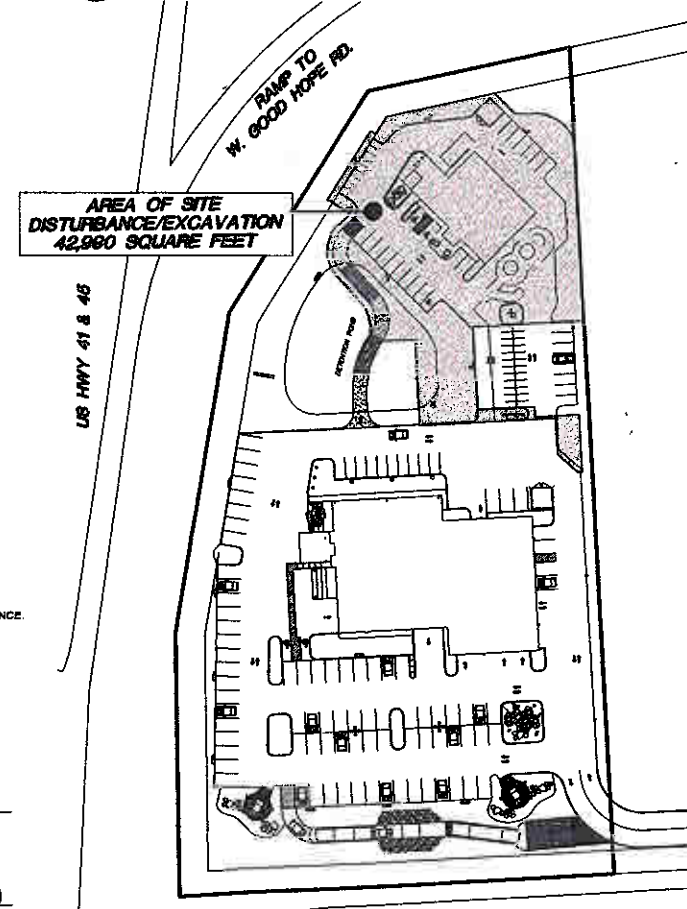 RAMP TO
W. GOOD HOPE RD.
AREA OF SITE
DISTURBANCE/EXCAVATION
42,980 SQUARE FEET
US HWY 41 & 45
DETENTION POND
NCE.